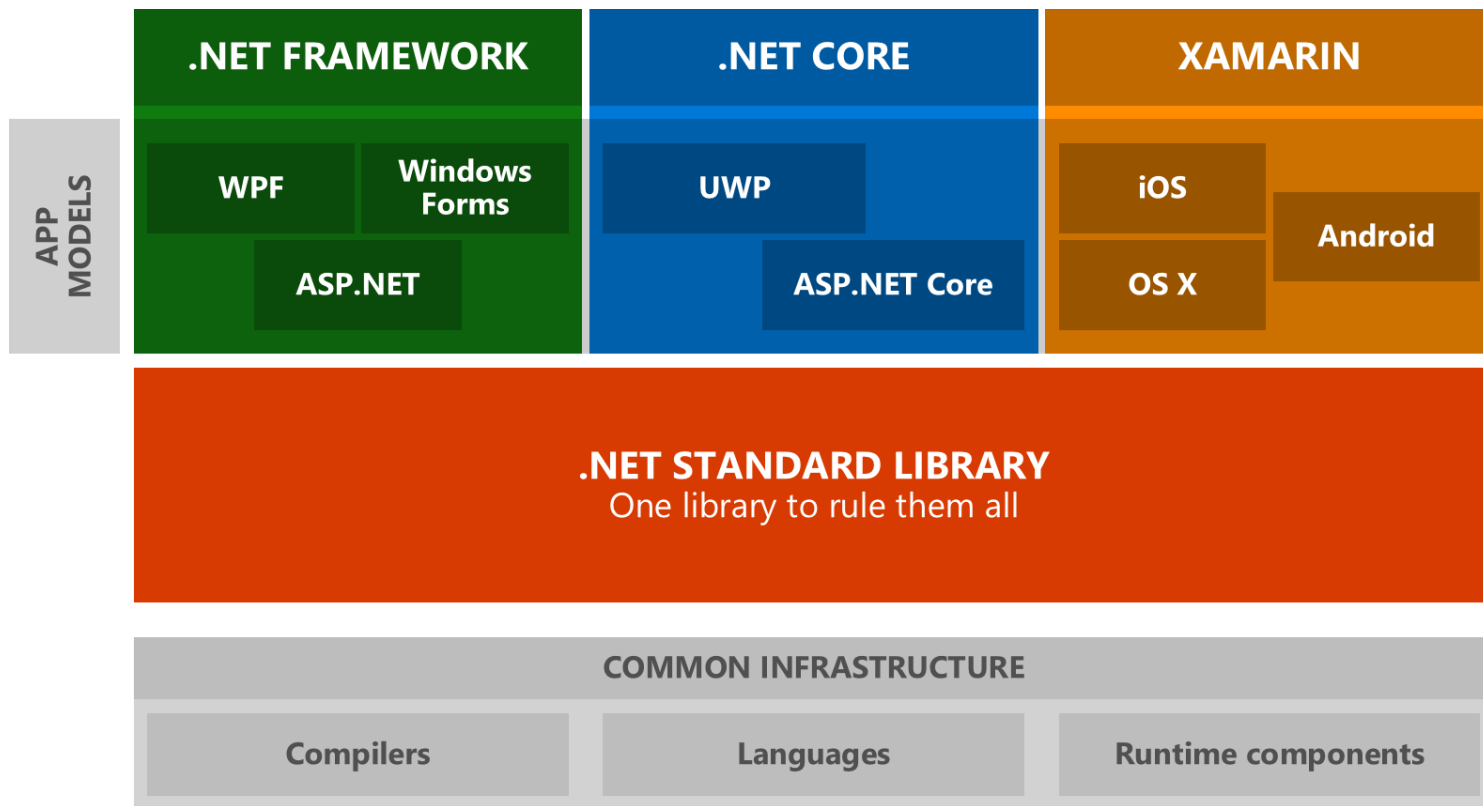 .NET FRAMEWORK
.NET CORE
XAMARIN
APP
MODELS
WPF
Windows
Forms
ASP.NET
UWP
ASP.NET Core
iOS
Android
OS X
.NET STANDARD LIBRARY
One library to rule them all
COMMON INFRASTRUCTURE
Compilers
Languages
Runtime components